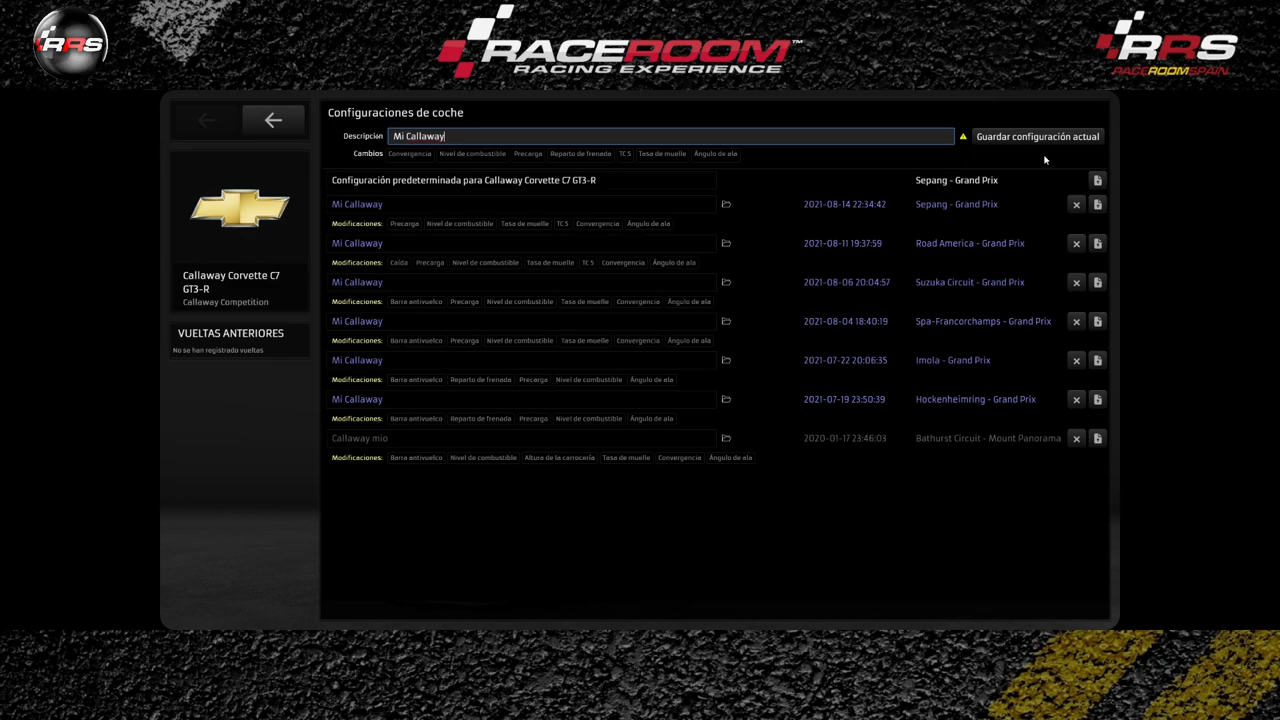 RRS
RACEROOM™
RACING EXPERIENCE
RRS
RACEROOMSPAIN
Configuraciones de coche
Descripcian Mi Callaway Guardar configuración actual
Cambios Convergencia Nivel de combustible Precarga Reparto de frenada TC 5 Tasa de muelle Ángulo de ala
Callaway Corvette C7
GT3-R
Callaway Competition
VUELTAS ANTERIORES
No se han registrado vueltas
Configuración predeterminada para Callaway Corvette C7 GT3-R Sepang - Grand Prix
Mi Callaway 2021-08-14 22:34:42 Sepang - Grand Prix
Modificaciones: Precarga Nivel de combustible Tasa de muelle TC 5 Convergencia Ángulo de ala
Mi Callaway 2021-08-11 19:37:59 Road America - Grand Prix
Modificaciones: Caída Precarga Nivel de combustible Tasa de muelle TC 5 Convergencia Ángulo de ala
Mi Callaway 2021-08-06 20:04:57 Suzuka Circuit - Grand Prix
Modificaciones: Barra antivuelco Precarga Nivel de combustible Tasa de muelle Convergencia Ángulo de ala
Mi Callaway 2021-08-04 18:40:19 Spa-Francorchamps - Grand Prix
Modificaciones: Barra antivuelco Precarga Nivel de combustible Tasa de muelle Convergencia Ángulo de ala
Mi Callaway 2021-07-22 20:06:35 Imola - Grand Prix
Modificaciones: Barra antivuelco Reparto de frenada Precarga Nivel de combustible Ángulo de ala
Mi Callaway 2021-07-19 23:50:39 Hockenheimring - Grand Prix
Modificaciones: Barra antivuelco Reparto de frenada Precarga Nivel de combustible Ángulo de ala
Callaway mio 2020-01-17 23:46:03 Bathurst Circuit - Mount Panorama
Modificaciones: Barra antivuelco Nivel de combustible Altura de la carrocería Tasa de muelle Convergencia Ángulo de ala